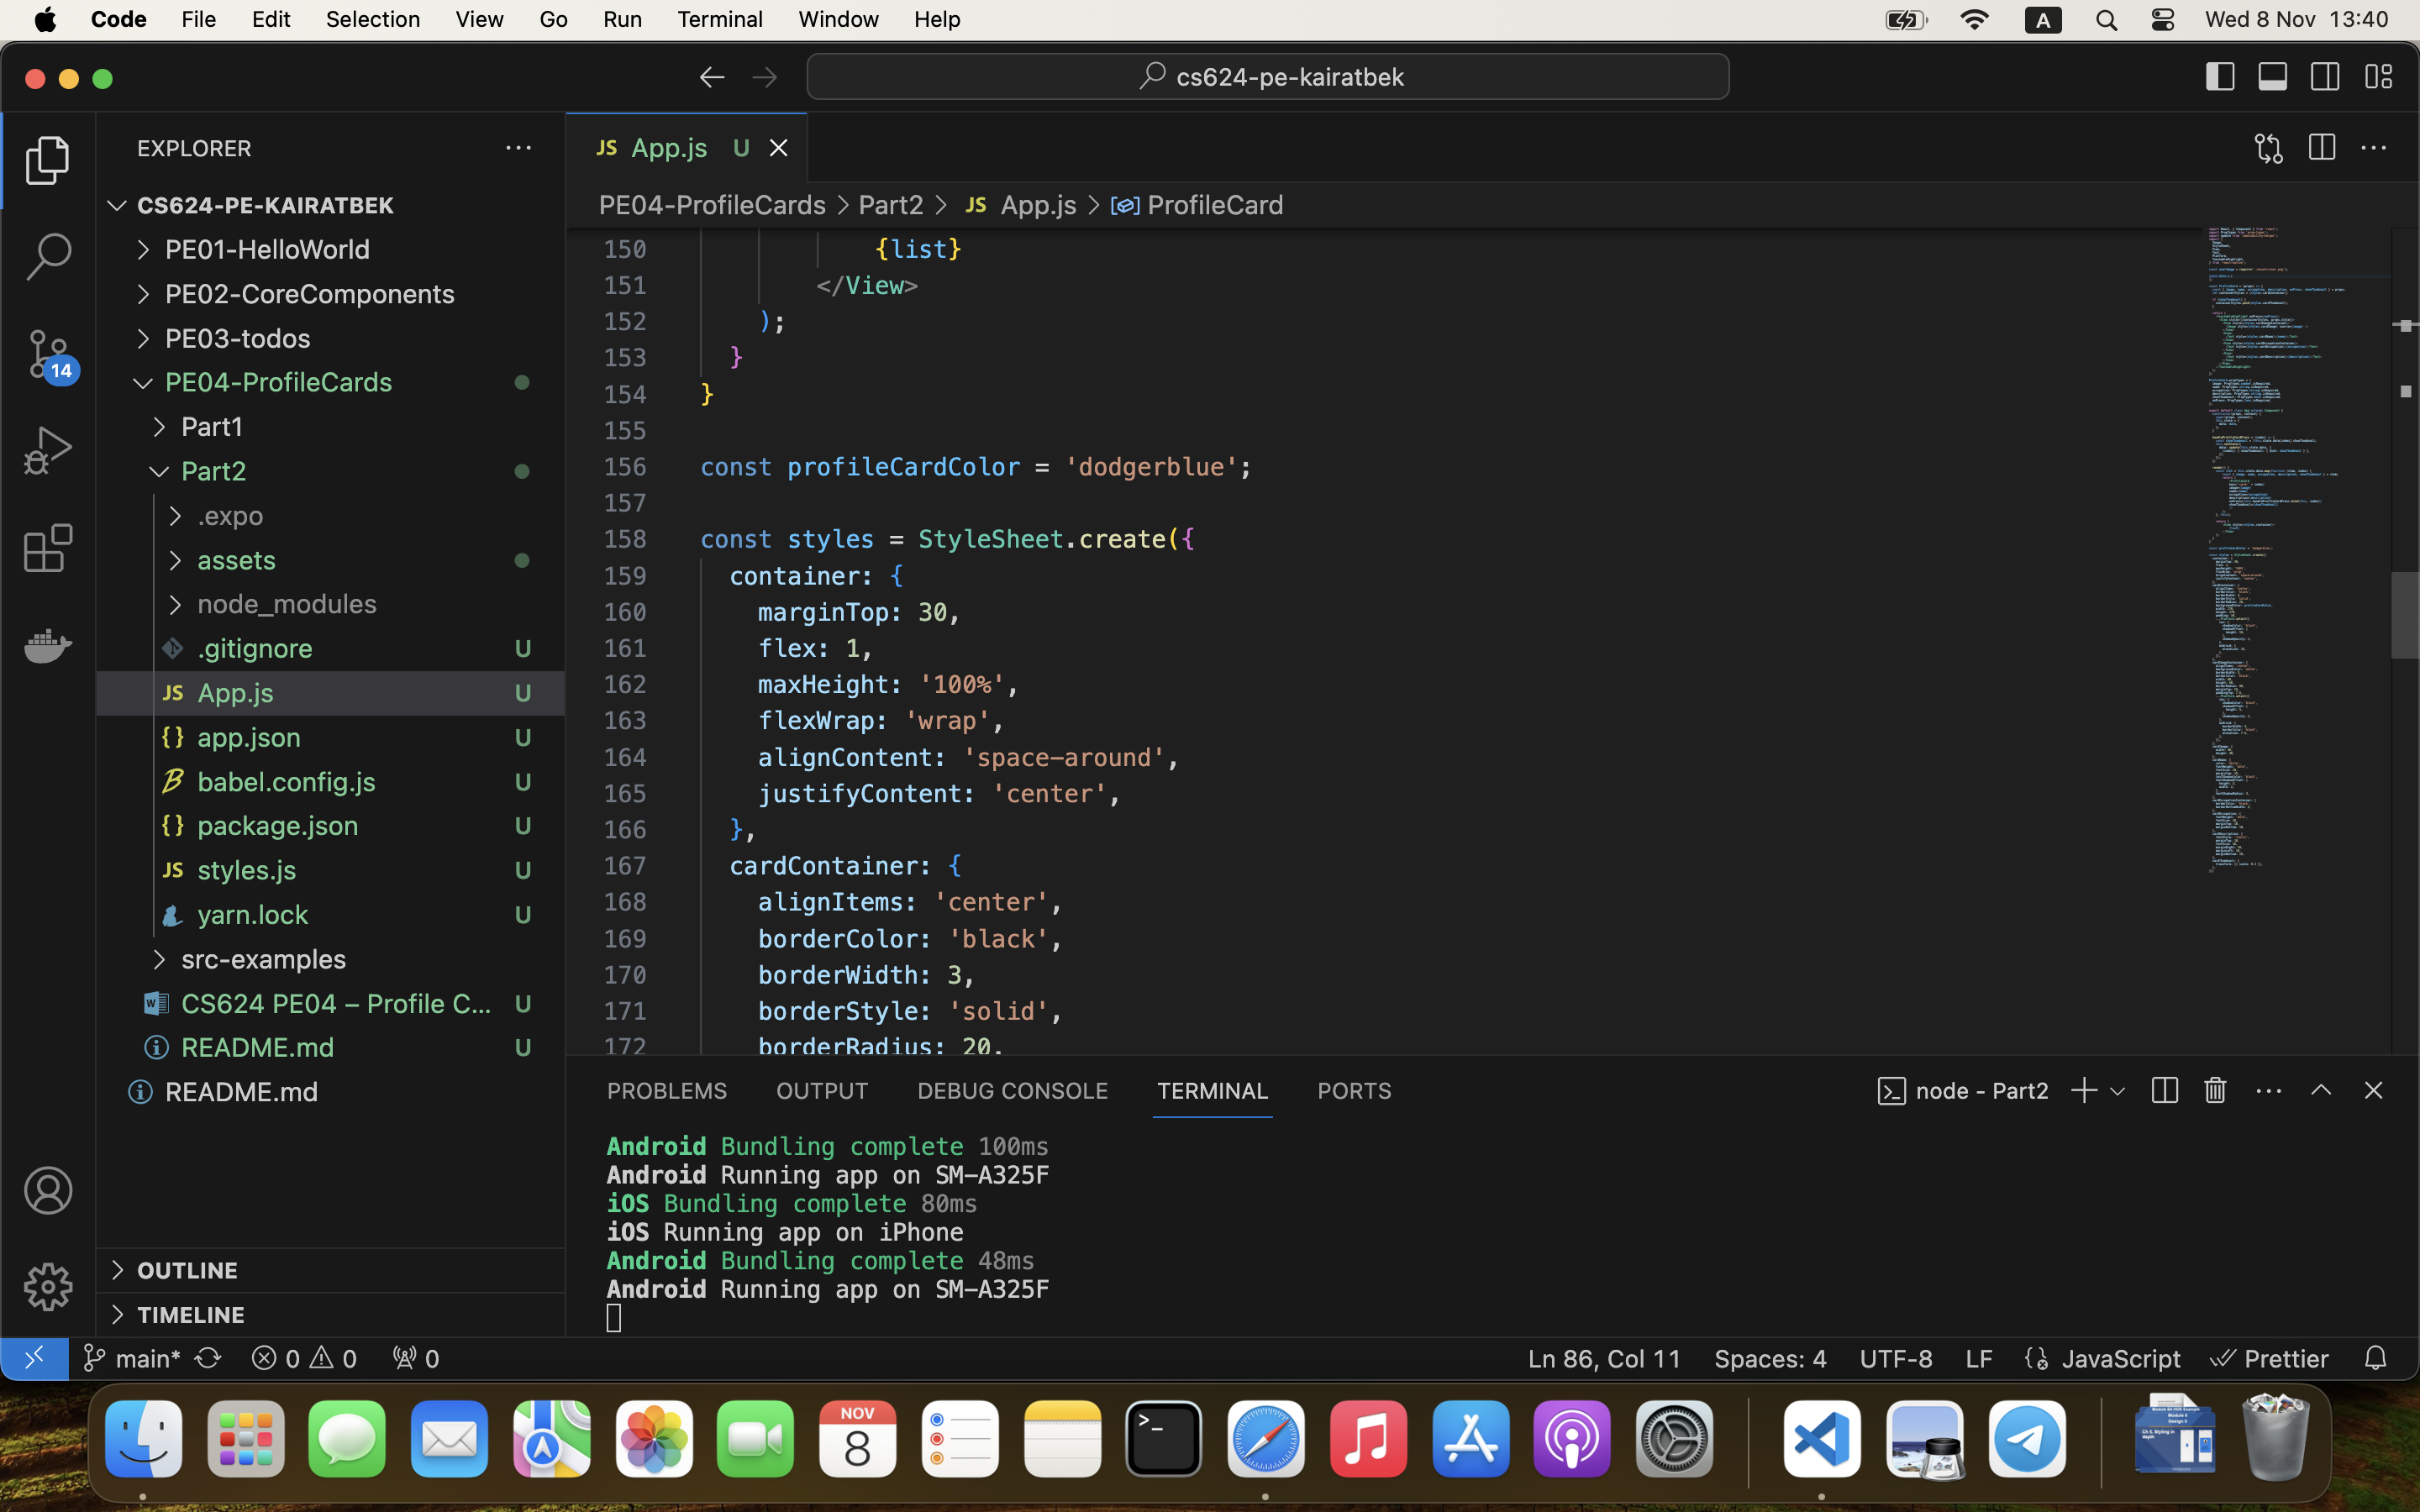 Code File Edit Selection View Go Run Terminal Window Help A Wed 8 Nov 13:40
cs624-pe-kairatbek
EXPLORER
CS624-PE-KAIRATBEK
PE01-HelloWorld
PE02-CoreComponents
PE03-todos
PE04-ProfileCards
Part1
Part2
.expo
assets
node_modules
.gitignore U
JS App.js U
{} app.json U
babel.config.js U
{} package.json U
JS styles.js U
yarn.lock U
src-examples
CS624 PE04 – Profile C... U
README.md U
README.md
OUTLINE
TIMELINE
14
JS App.js U
PE04-ProfileCards > Part2 > JS App.js > ProfileCard
150 {list}
151 </View>
152 );
153 }
154 }
155
156 const profileCardColor = 'dodgerblue';
157
158 const styles = StyleSheet.create({
159 container: {
160 marginTop: 30,
161 flex: 1,
162 maxHeight: '100%',
163 flexWrap: 'wrap',
164 alignContent: 'space-around',
165 justifyContent: 'center',
166 },
167 cardContainer: {
168 alignItems: 'center',
169 borderColor: 'black',
170 borderWidth: 3,
171 borderStyle: 'solid',
172 borderRadius: 20,
PROBLEMS OUTPUT DEBUG CONSOLE TERMINAL PORTS node - Part2
Android Bundling complete 100ms
Android Running app on SM-A325F
iOS Bundling complete 80ms
iOS Running app on iPhone
Android Bundling complete 48ms
Android Running app on SM-A325F
main* 0 0 0 Ln 86, Col 11 Spaces: 4 UTF-8 LF {} JavaScript Prettier
NOV
8